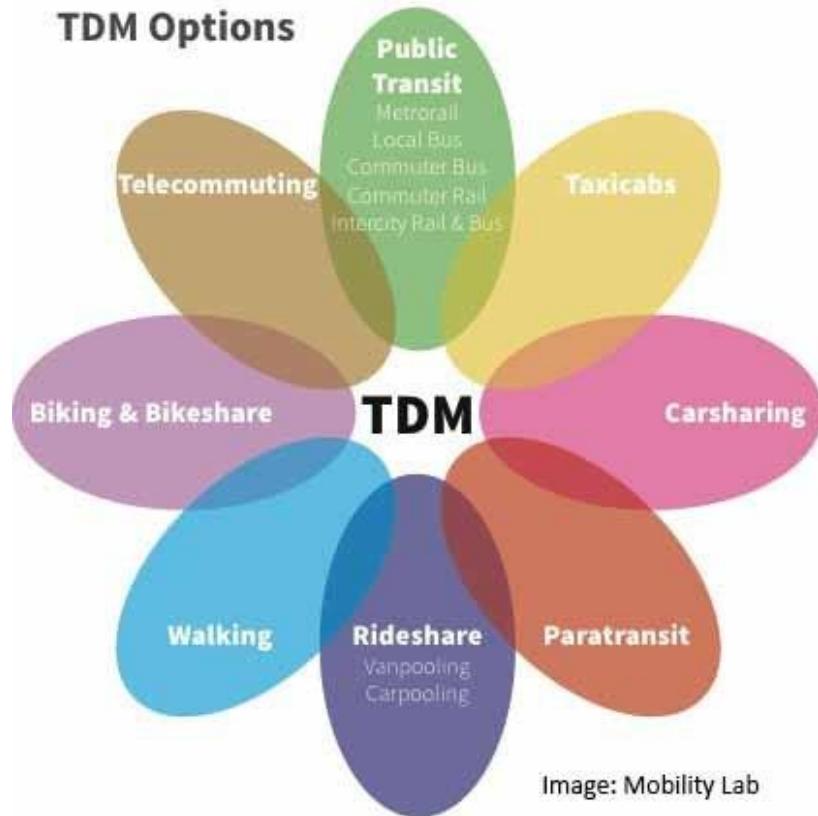 TDM Options
Public
Transit
Metrorail
Local Bus
Commuter Bus
Commuter Rail
Intercity Rail & Bus
Telecommuting
Taxicabs
Biking & Bikeshare
TDM
Carsharing
Walking
Rideshare
Vanpooling
Carpooling
Paratransit
Image: Mobility Lab